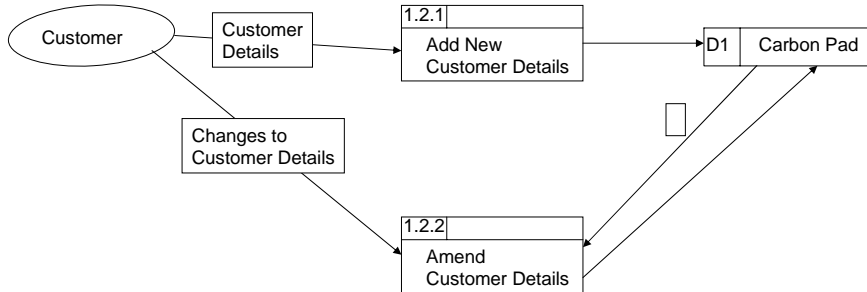 Customer
Customer
Details
1.2.1
Add New
Customer Details
D1
Carbon Pad
Changes to
Customer Details
1.2.2
Amend
Customer Details